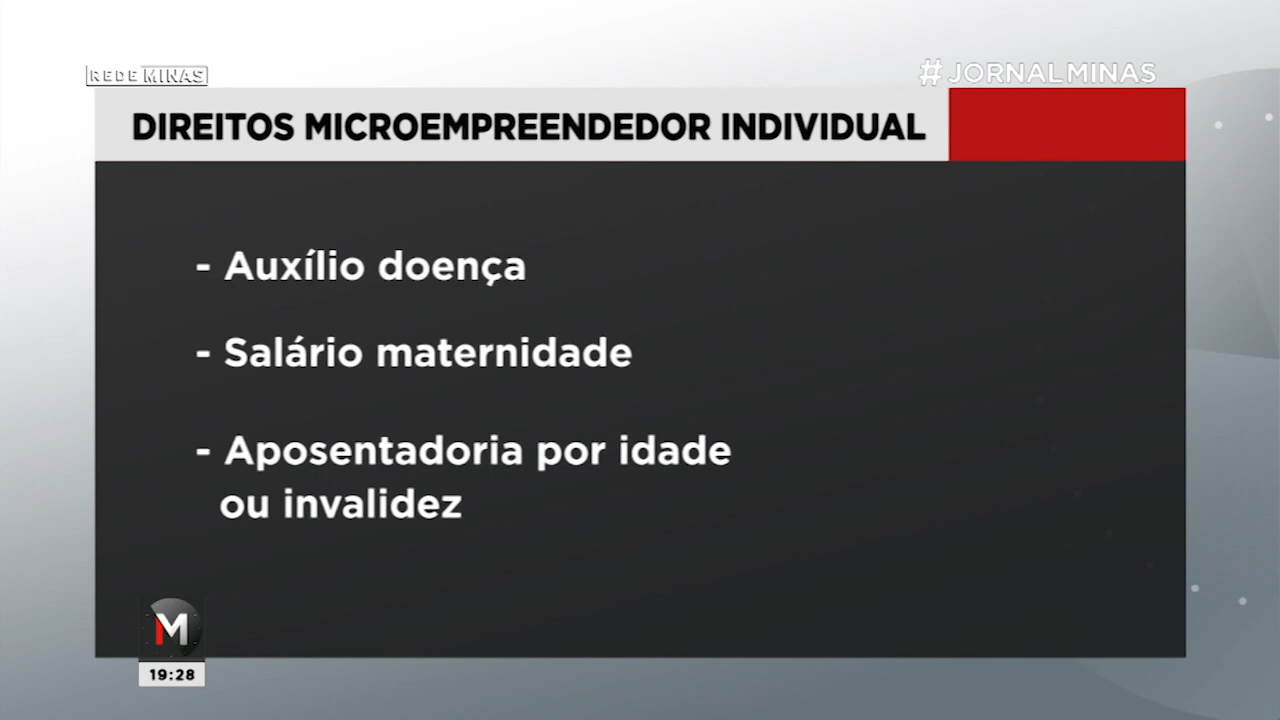 REDE MINAS
#JORNALMINAS
DIREITOS MICROEMPREENDEDOR INDIVIDUAL
- Auxílio doença
- Salário maternidade
- Aposentadoria por idade
ou invalidez
M
19:28